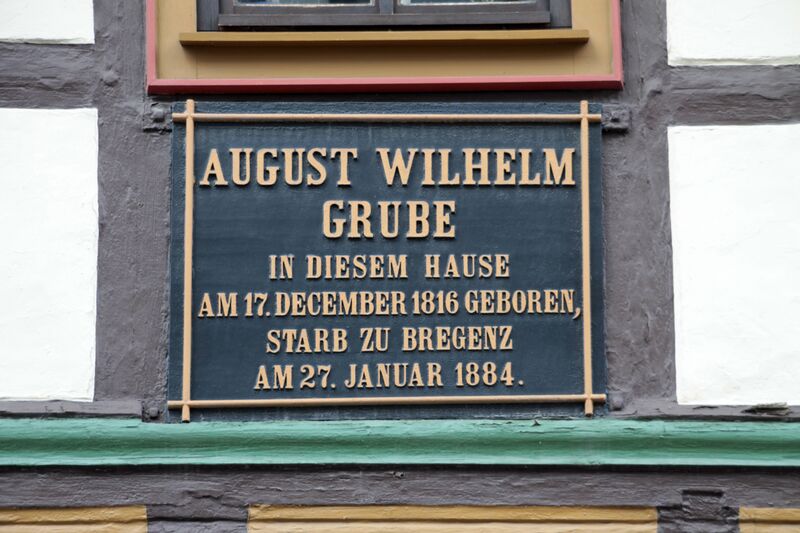 AUGUST WILHELM
GRUBE
IN DIESEM HAUSE
AM 17. DECEMBER 1816 GEBOREN,
STARB ZU BREGENZ
AM 27. JANUAR 1884.